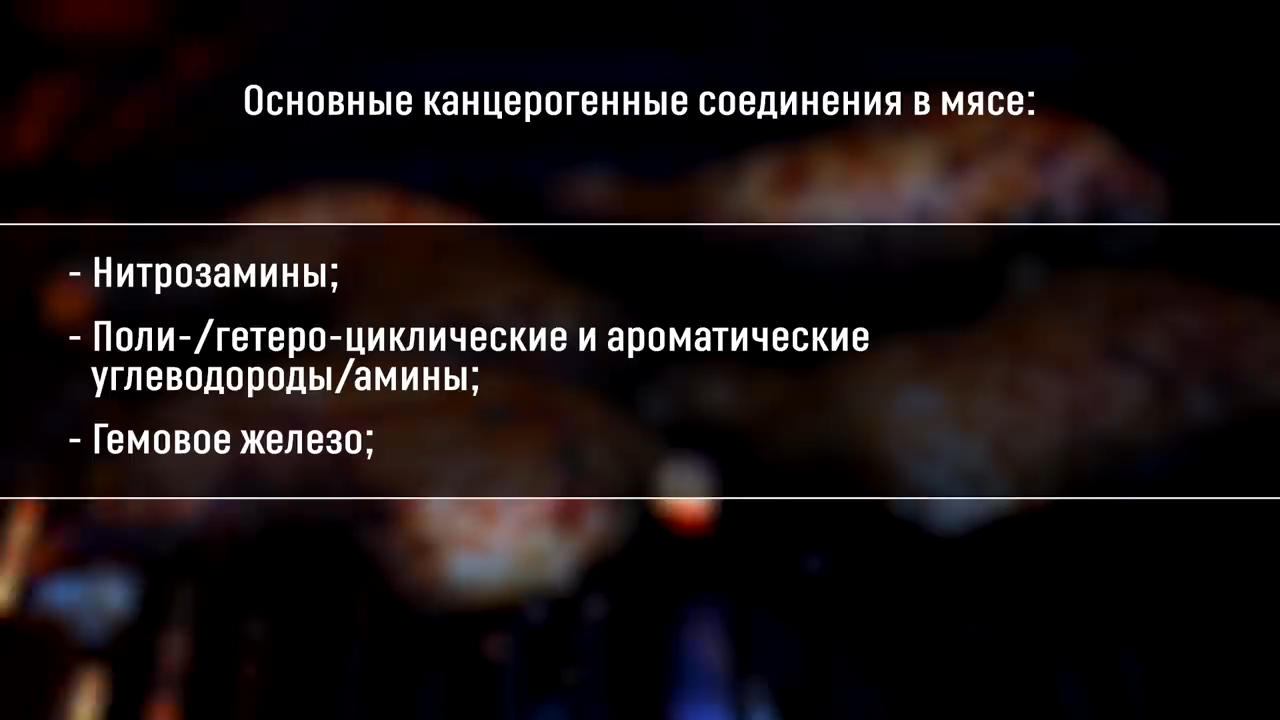 Основные канцерогенные соединения в мясе:
- Нитрозамины;
- Поли-/гетеро-циклические и ароматические
углеводороды/амины;
- Гемовое железо;